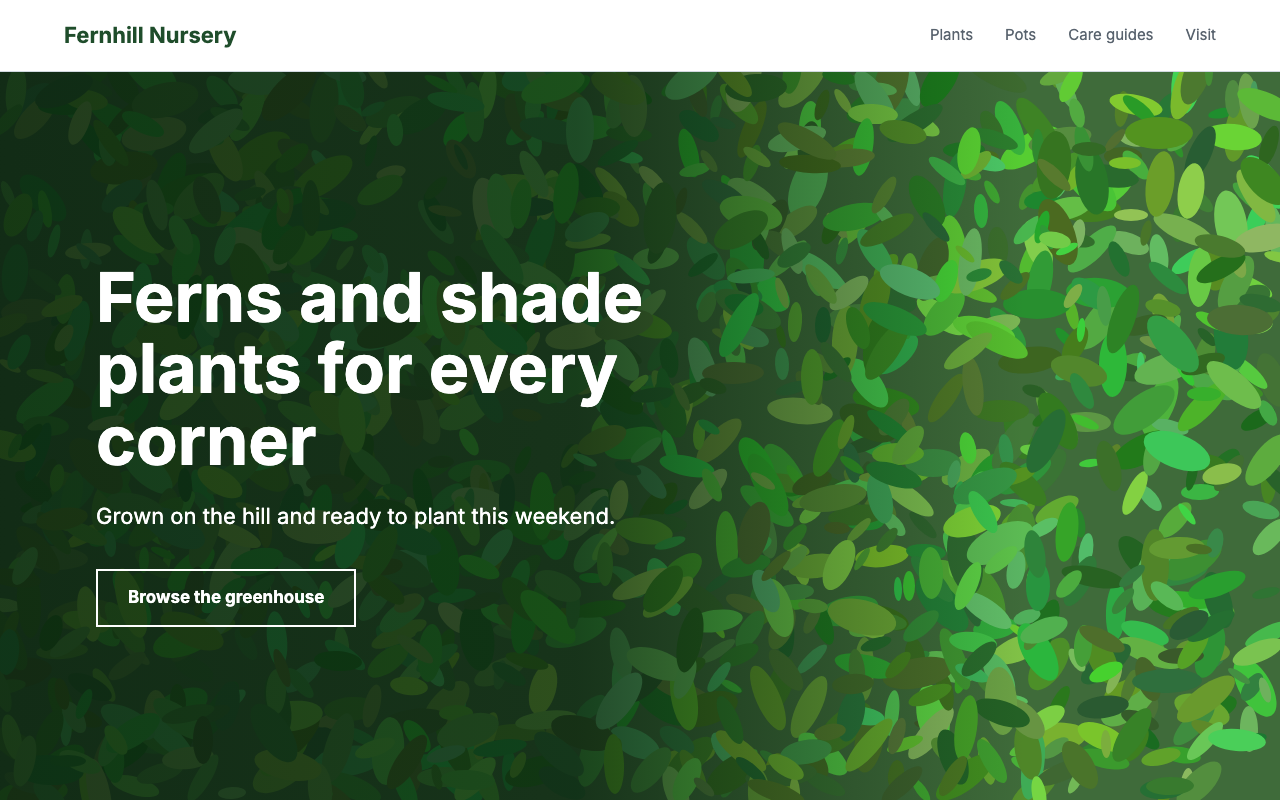 Fernhill Nursery
Plants
Pots
Care guides
Visit
Ferns and shade
plants for every
corner
Grown on the hill and ready to plant this weekend.
Browse the greenhouse